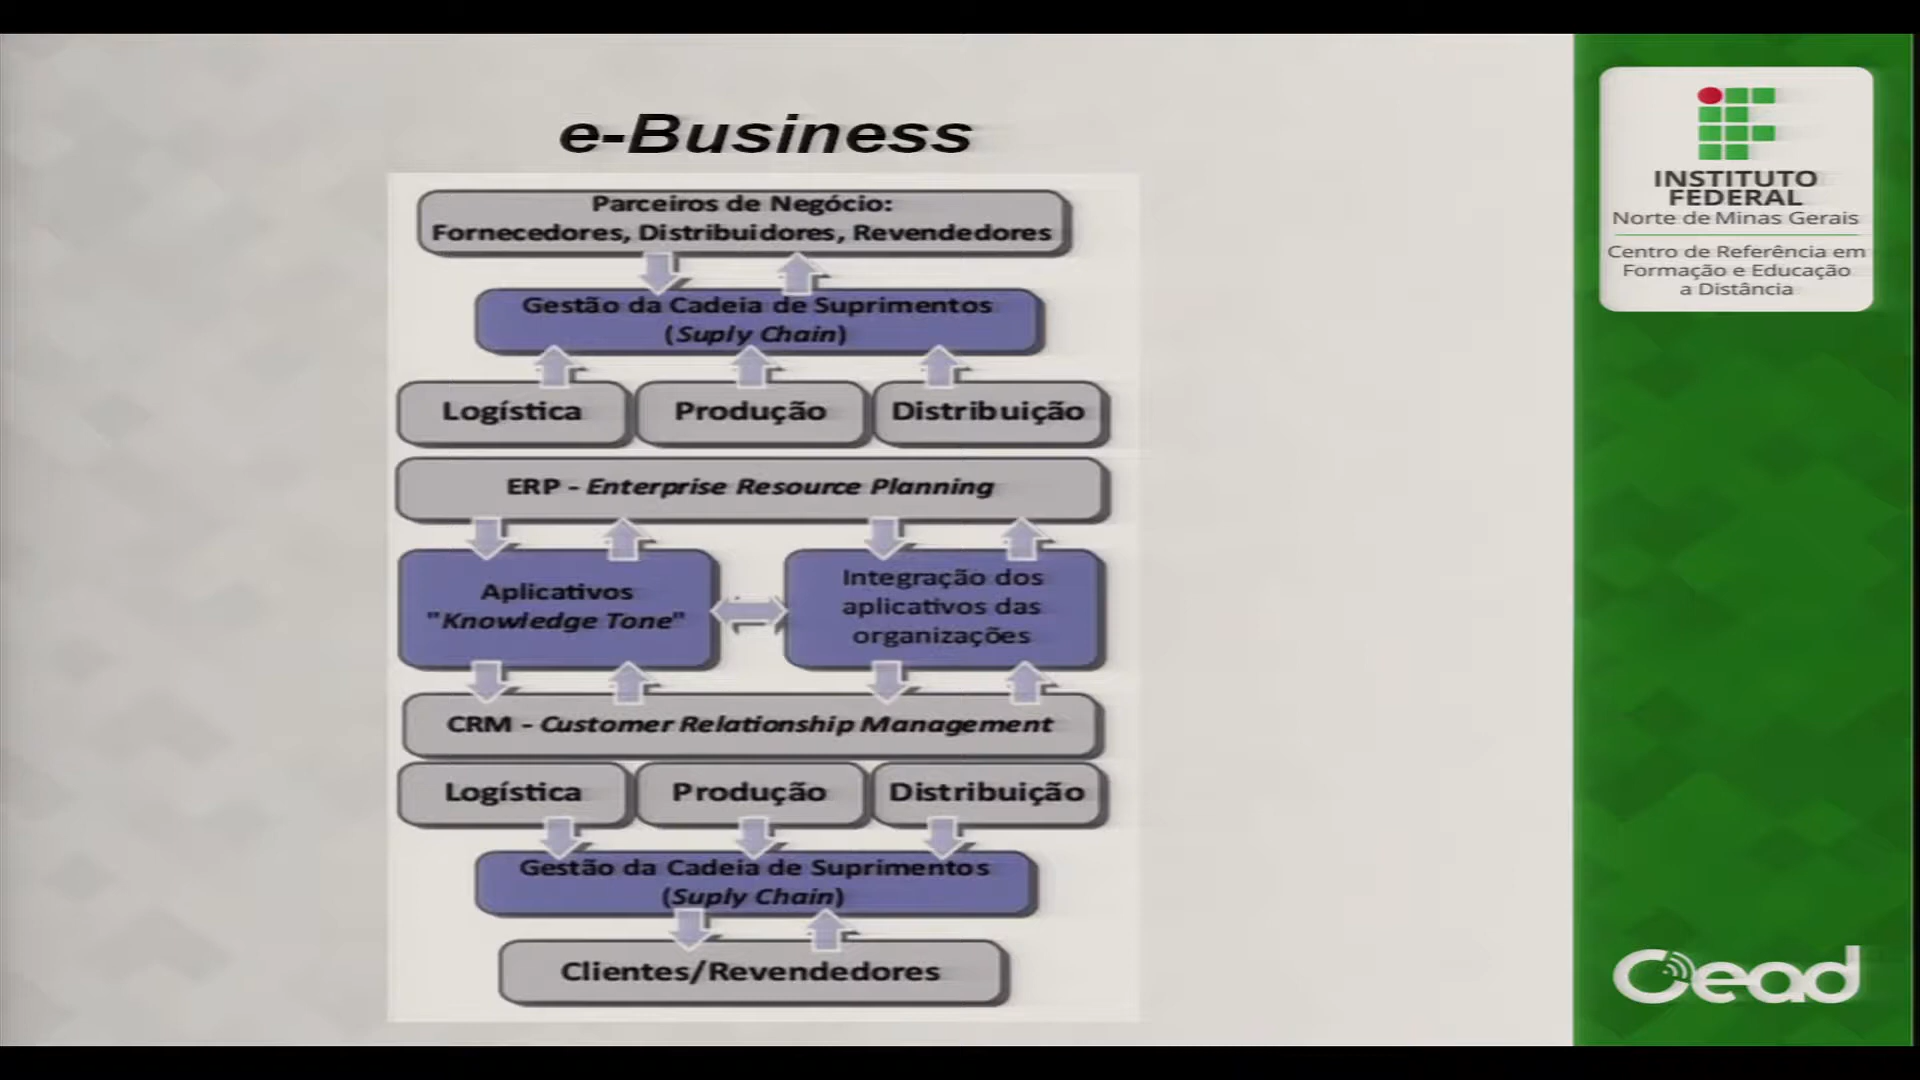 e-Business
Parceiros de Negócio:
Fornecedores, Distribuidores, Revendedores
Gestão da Cadeia de Suprimentos
(Suply Chain)
Logística
Produção
Distribuição
ERP - Enterprise Resource Planning
Aplicativos
"Knowledge Tone"
Integração dos
aplicativos das
organizações
CRM - Customer Relationship Management
Logística
Produção
Distribuição
Gestão da Cadeia de Suprimentos
(Suply Chain)
Clientes/Revendedores
INSTITUTO
FEDERAL
Norte de Minas Gerais
Centro de Referência em
Formação e Educação
a Distância
Cead